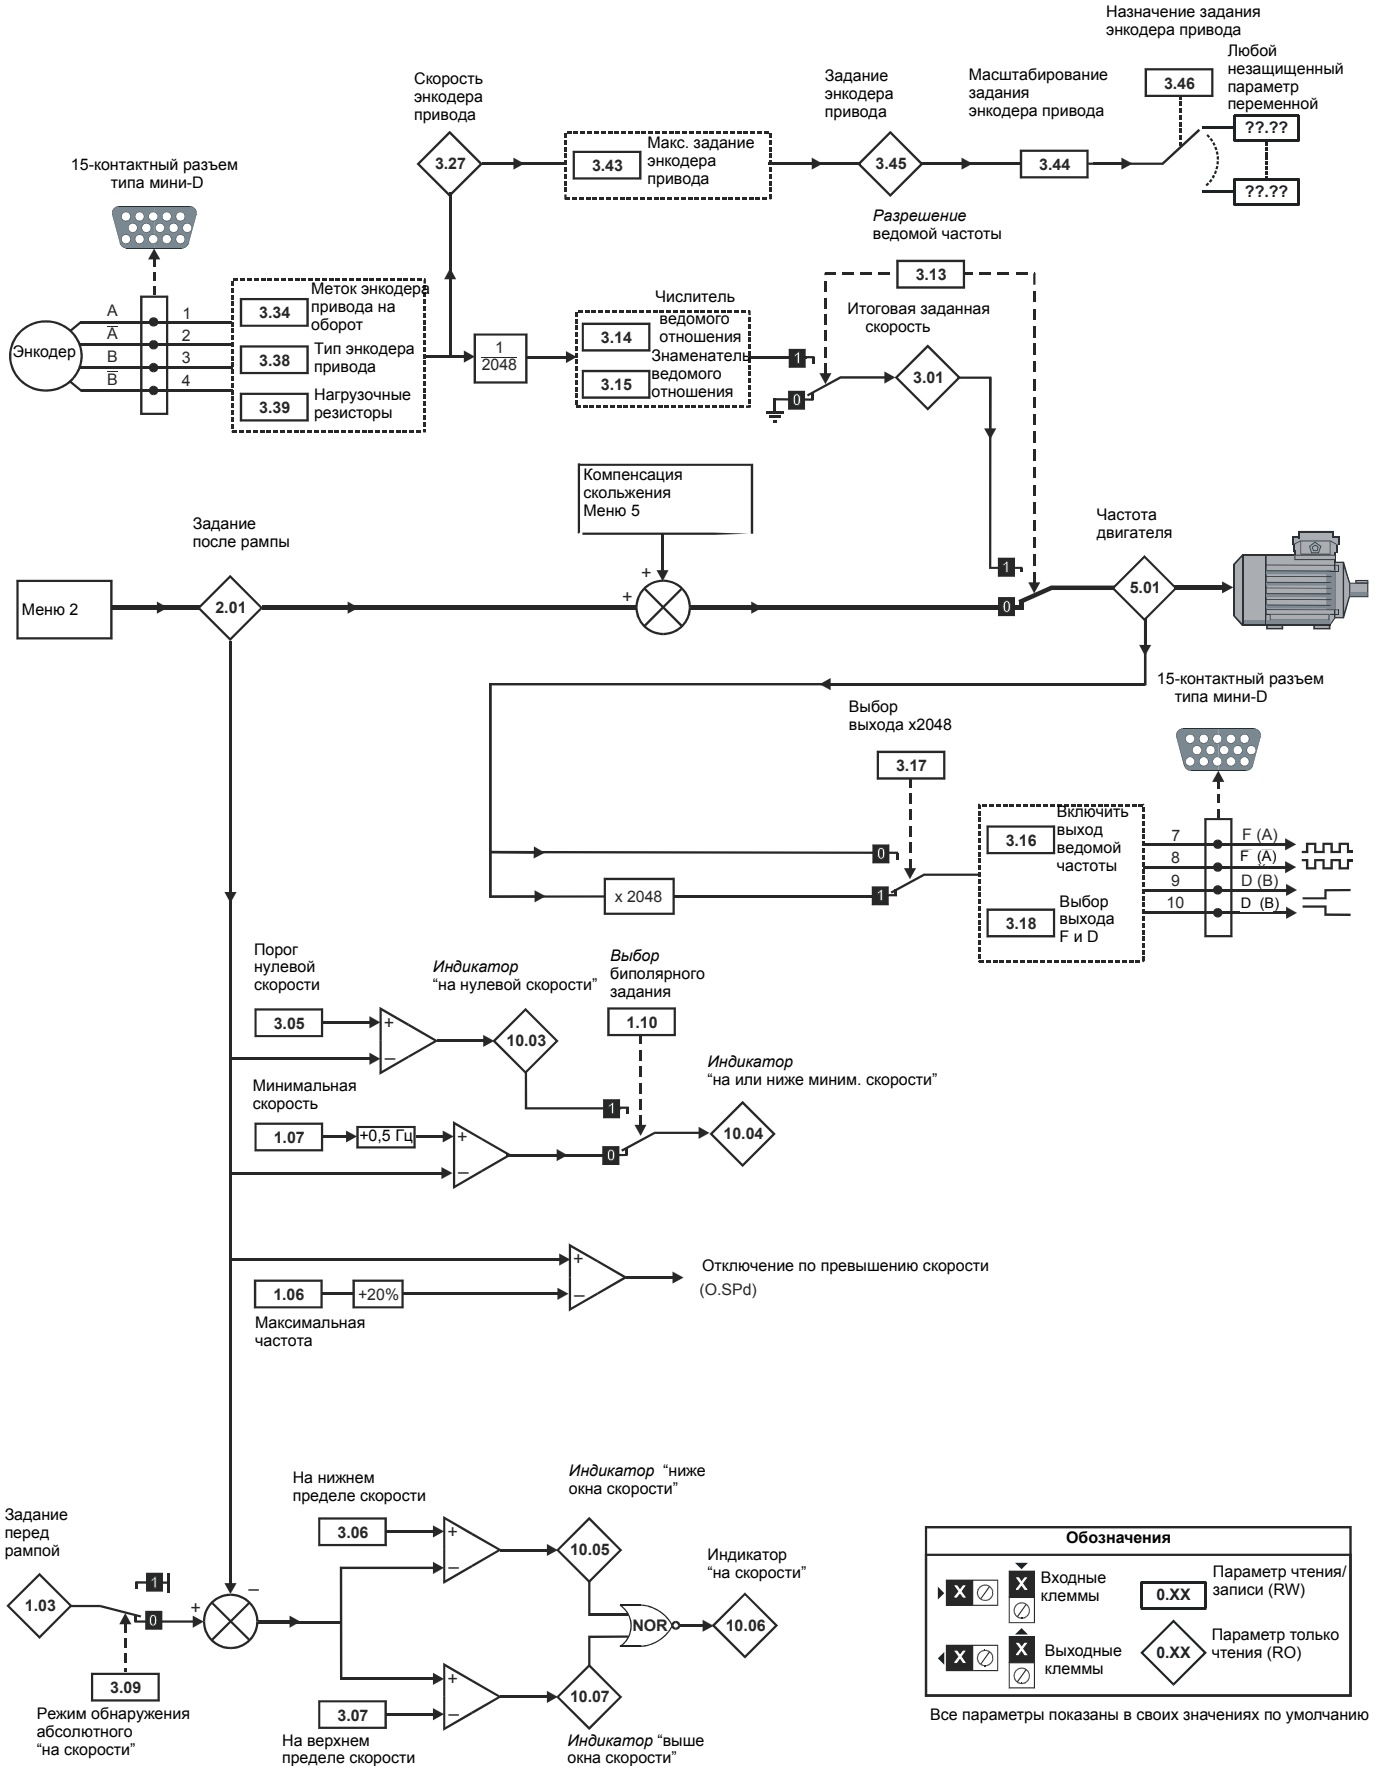 Назначение задания
энкодера привода
Любой
незащищенный
параметр
переменной
3.46
??.??
??.??
Скорость
энкодера
привода
3.27
3.43
Макс. задание
энкодера
привода
Задание
энкодера
привода
3.45
Масштабирование
задания
энкодера привода
3.44
15-контактный разъем
типа мини-D
Энкодер
A
A
B
B
1
2
3
4
3.34
Меток энкодера
привода на
оборот
3.38
Тип энкодера
привода
3.39
Нагрузочные
резисторы
1
2048
Числитель
ведомого
отношения
3.14
Знаменатель
ведомого
отношения
3.15
Разрешение
ведомой частоты
3.13
1
0
Итоговая заданная
скорость
3.01
Компенсация
скольжения
Меню 5
Задание
после рампы
Меню 2
2.01
+
+
1
0
Частота
двигателя
5.01
15-контактный разъем
типа мини-D
Выбор
выхода x2048
3.17
0
x 2048
1
3.16
Включить
выход
ведомой
частоты
3.18
Выбор
выхода
F и D
7
8
9
10
F (A)
F (A)
D (B)
D (B)
Порог
нулевой
скорости
3.05
+
–
Индикатор
“на нулевой скорости”
10.03
Выбор
биполярного
задания
1.10
1
0
Индикатор
“на или ниже миним. скорости”
10.04
Минимальная
скорость
1.07
+0,5 Гц
+
–
+
–
1.06
+20%
Максимальная
частота
Отключение по превышению скорости
(O.SPd)
Задание
перед
рампой
1.03
1
0
3.09
Режим обнаружения
абсолютного
“на скорости”
+
–
На нижнем
пределе скорости
3.06
+
–
Индикатор “ниже
окна скорости”
10.05
NOR
Индикатор
“на скорости”
10.06
+
–
3.07
На верхнем
пределе скорости
10.07
Индикатор “выше
окна скорости”
Обозначения
X
X
Входные
клеммы
0.XX
Параметр чтения/
записи (RW)
X
X
Выходные
клеммы
0.XX
Параметр только
чтения (RO)
Все параметры показаны в своих значениях по умолчанию